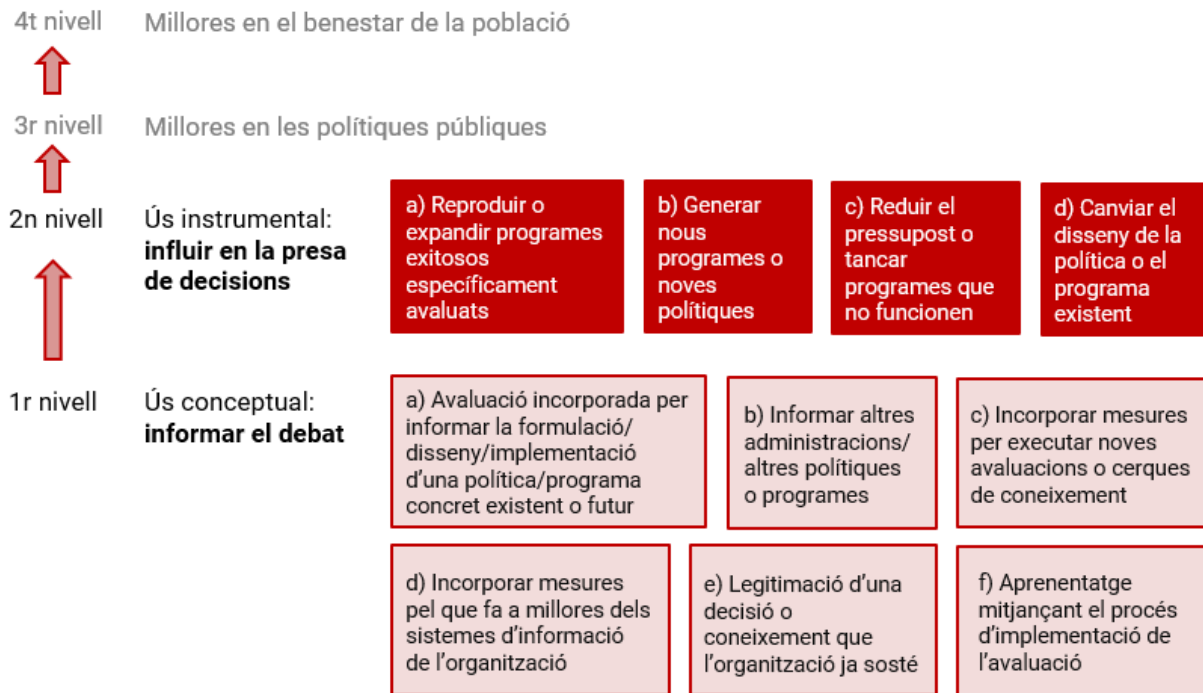 4t nivell
Millores en el benestar de la població
3r nivell
Millores en les polítiques públiques
2n nivell
Ús instrumental:
influir en la presa
de decisions
a) Reproduir o
expandir programes
exitosos
específicament
avaluats
b) Generar
nous
programes o
noves
polítiques
c) Reduir el
pressupost o
tancar
programes que
no funcionen
d) Canviar el
disseny de la
política o el
programa
existent
1r nivell
Ús conceptual:
informar el debat
a) Avaluació incorporada per
informar la formulació/
disseny/implementació
d’una política/programa
concret existent o futur
b) Informar altres
administracions/
altres polítiques
o programes
c) Incorporar mesures
per executar noves
avaluacions o cerques
de coneixement
d) Incorporar mesures
pel que fa a millores dels
sistemes d’informació
de l’organització
e) Legitimació d’una
decisió o
coneixement que
l’organització ja sosté
f) Aprenentatge
mitjançant el procés
d’implementació de
l’avaluació